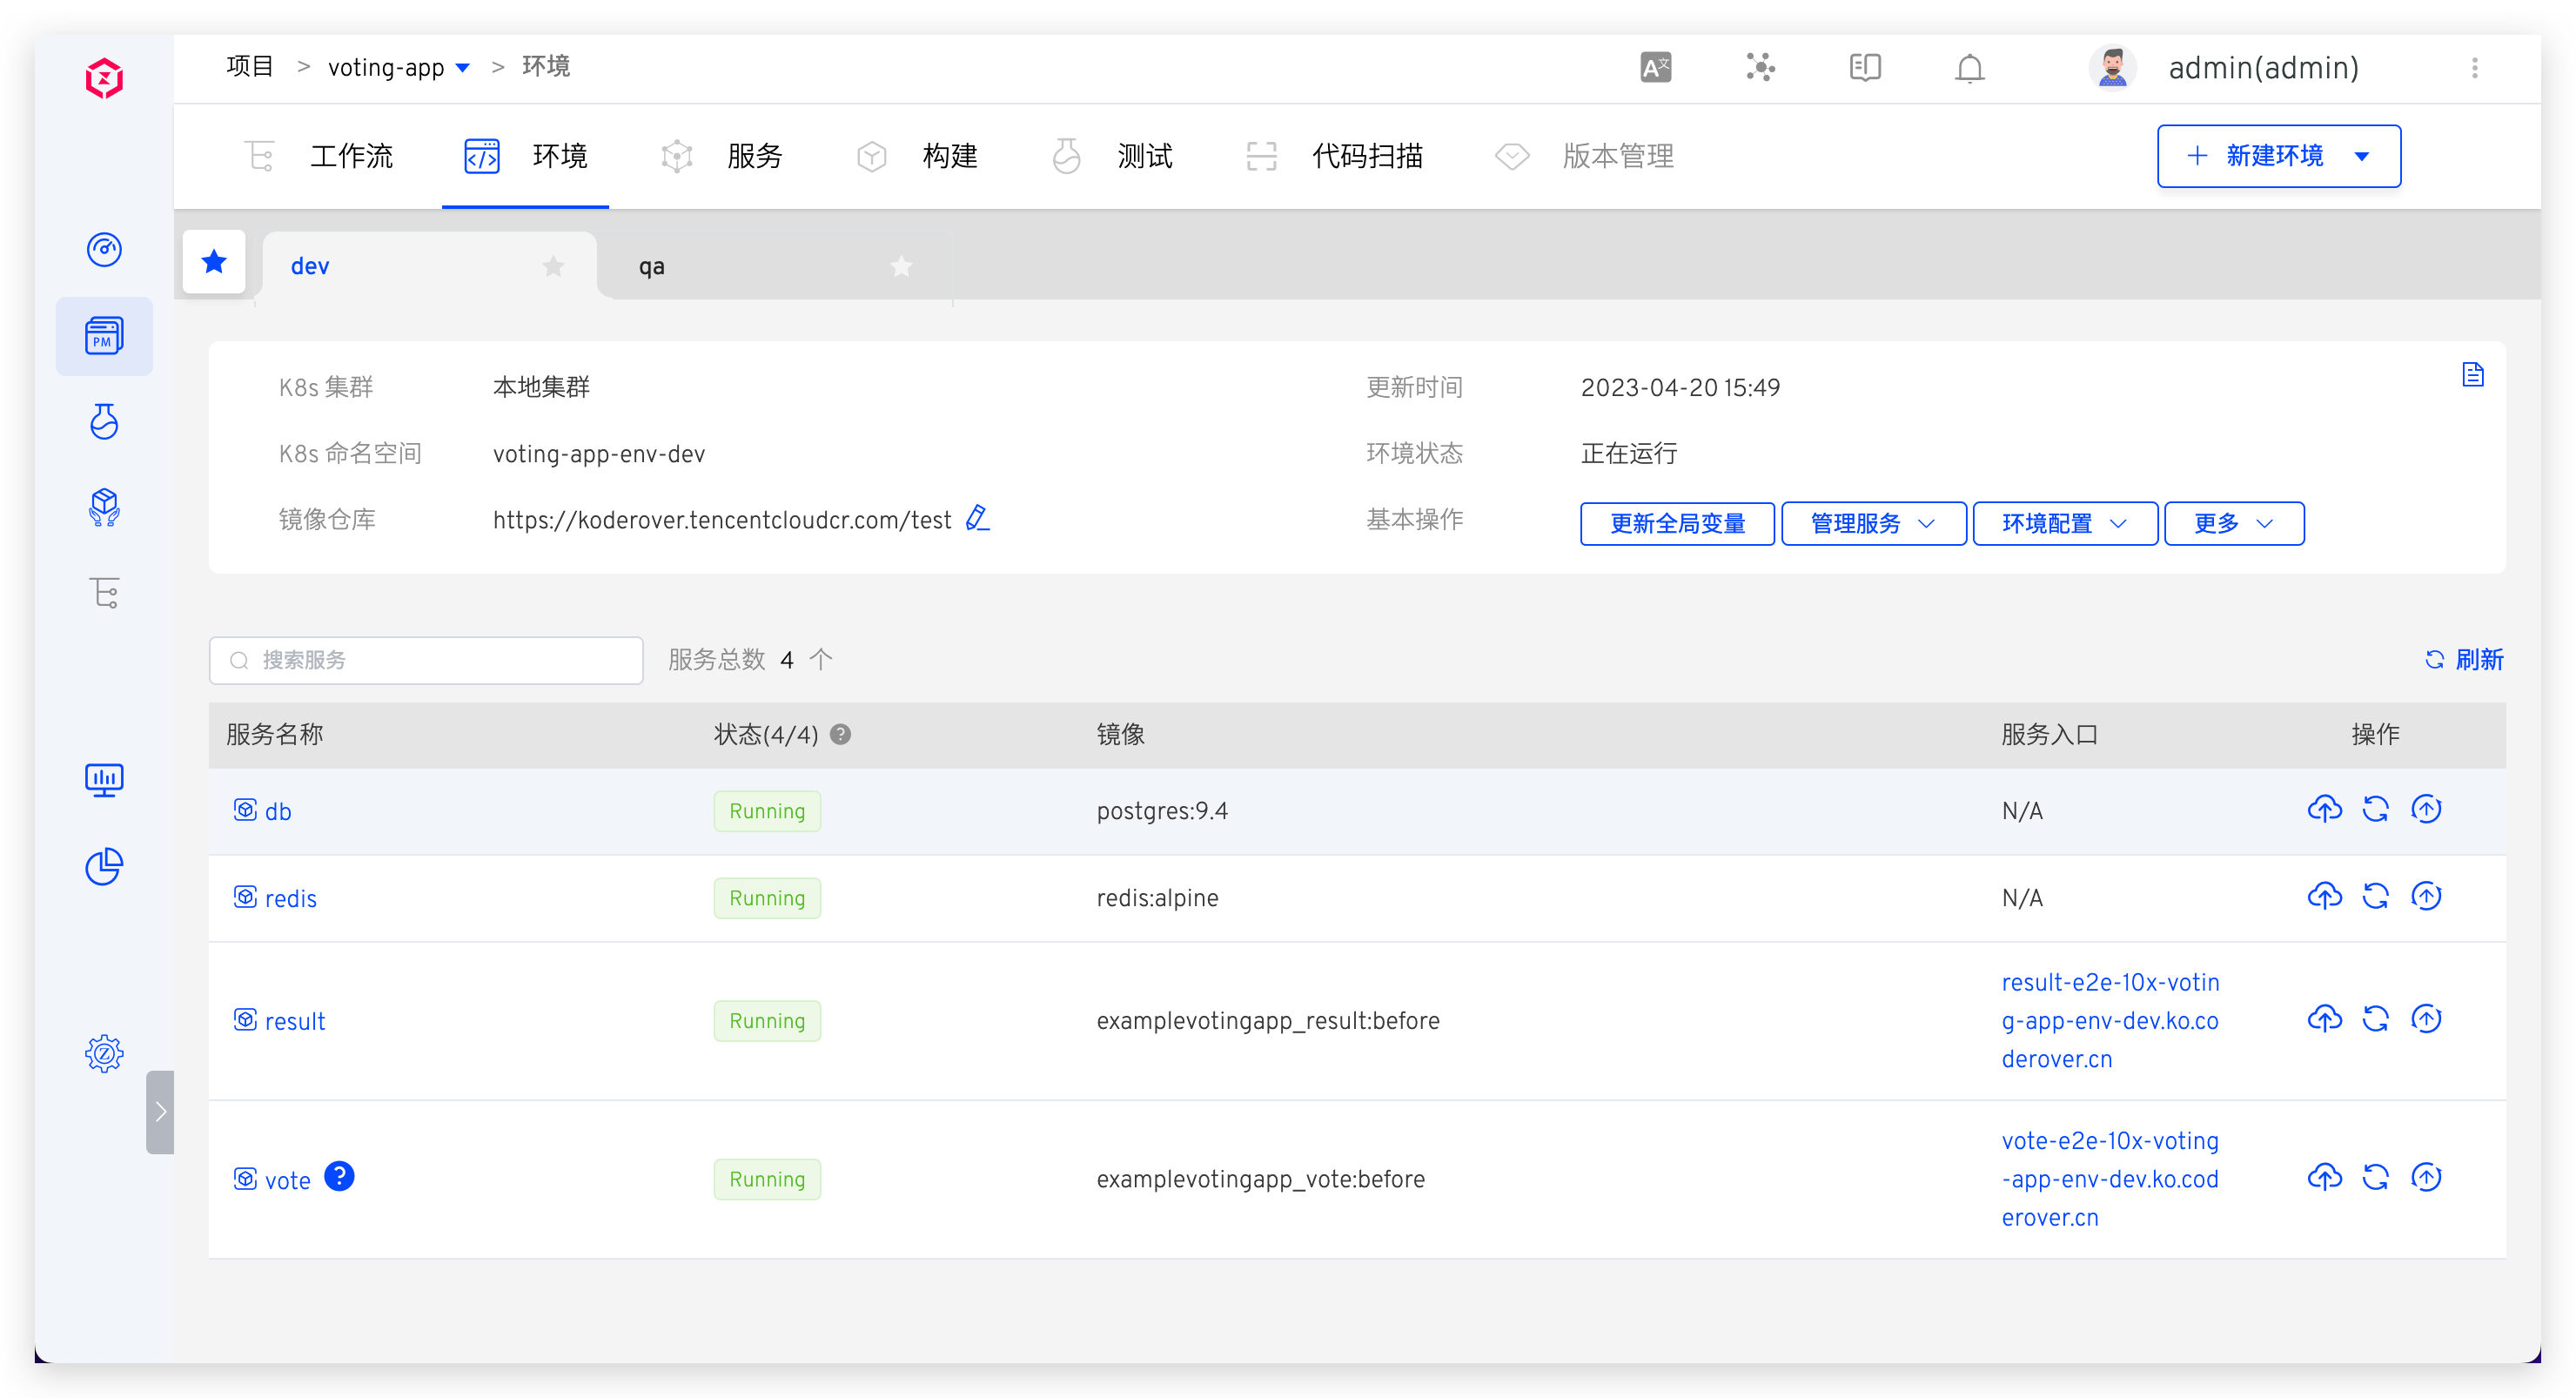 项目 > voting-app > 环境
admin(admin)
工作流 环境 服务 构建 测试 代码扫描 版本管理
+ 新建环境
dev qa
PM
K8s 集群 本地集群 更新时间 2023-04-20 15:49
K8s 命名空间 voting-app-env-dev 环境状态 正在运行
镜像仓库 https://koderover.tencentcloudcr.com/test 基本操作 更新全局变量 管理服务 环境配置 更多
搜索服务 服务总数 4 个 刷新
服务名称 状态(4/4) ? 镜像 服务入口 操作
db Running postgres:9.4 N/A
redis Running redis:alpine N/A
result Running examplevotingapp_result:before
result-e2e-10x-votin
g-app-env-dev.ko.co
derover.cn
vote ? Running examplevotingapp_vote:before
vote-e2e-10x-voting
-app-env-dev.ko.cod
erover.cn